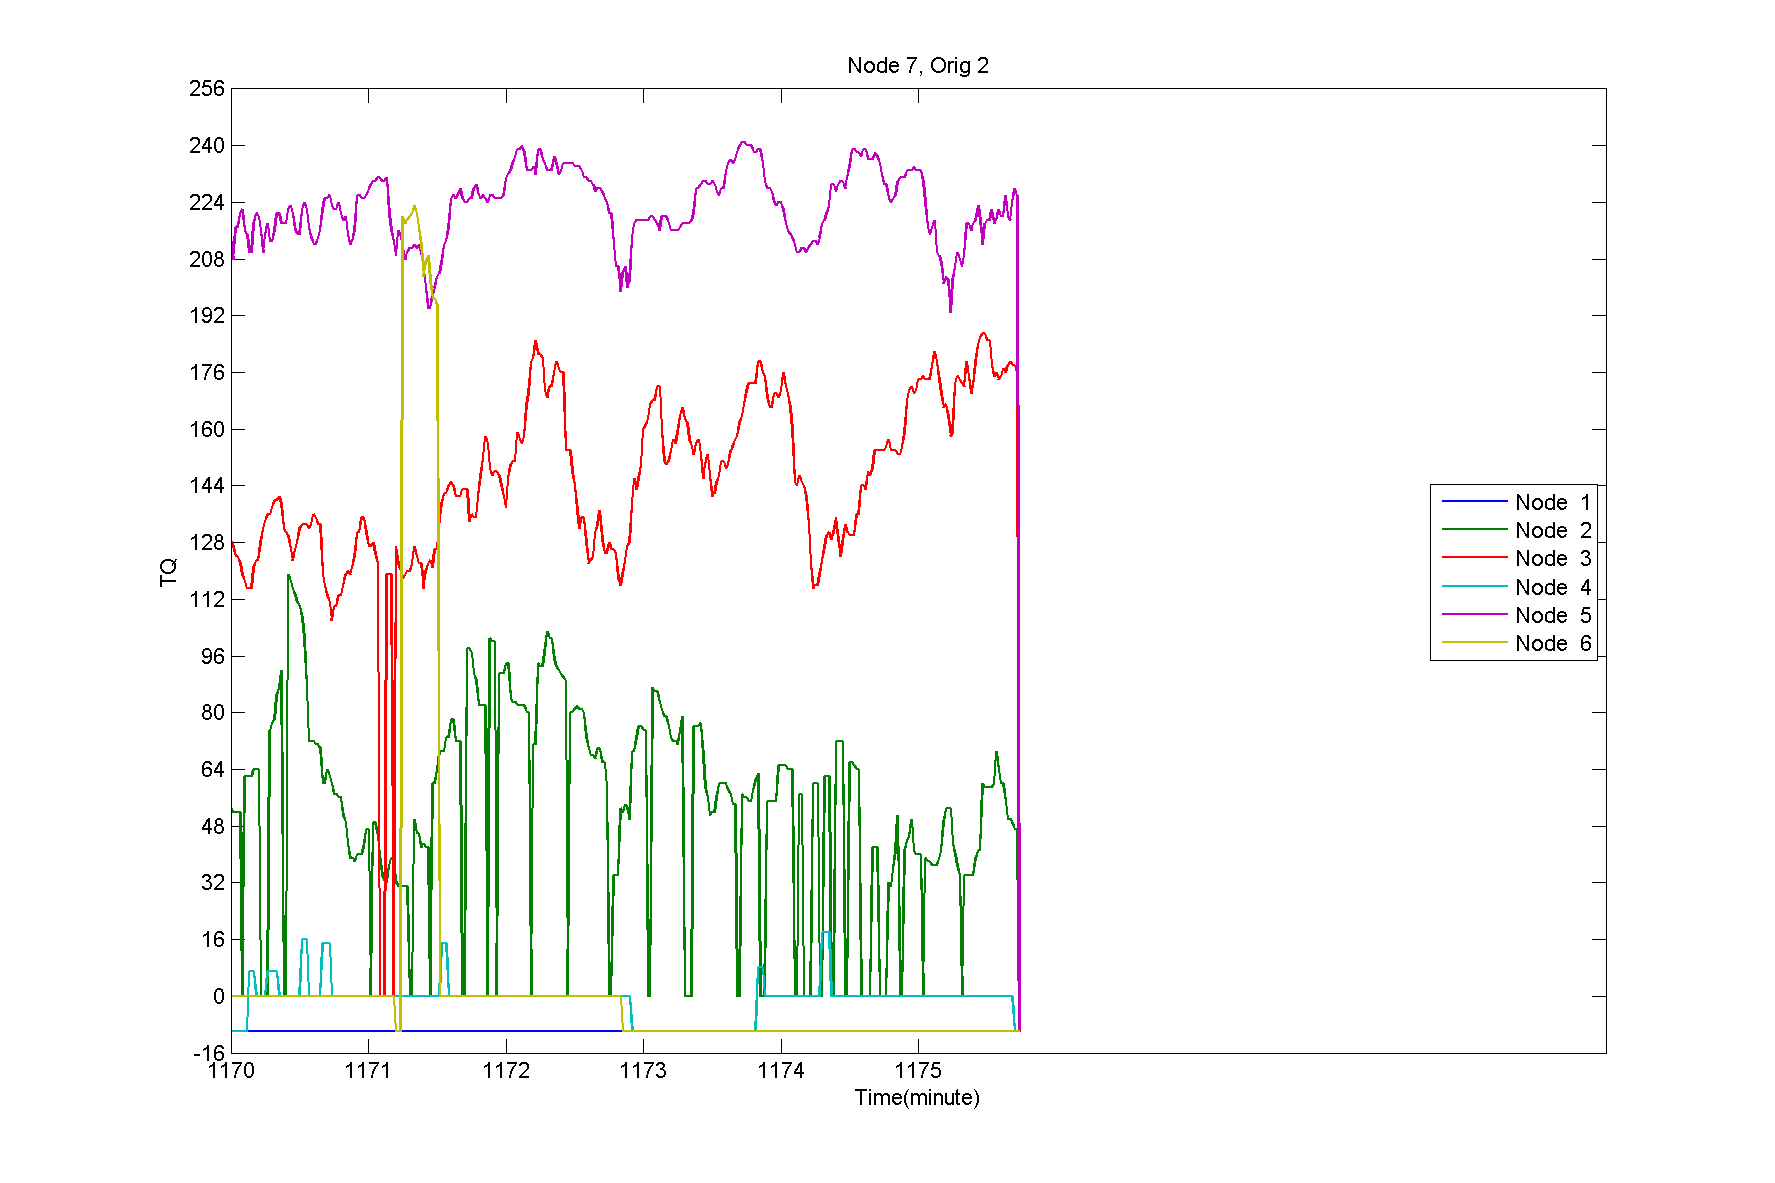 Node 7, Orig 2
256
240
224
208
192
176
160
144
128
112
96
80
64
48
32
16
0
-16
TQ
1170 1171 1172 1173 1174 1175
Time(minute)
Node 1
Node 2
Node 3
Node 4
Node 5
Node 6